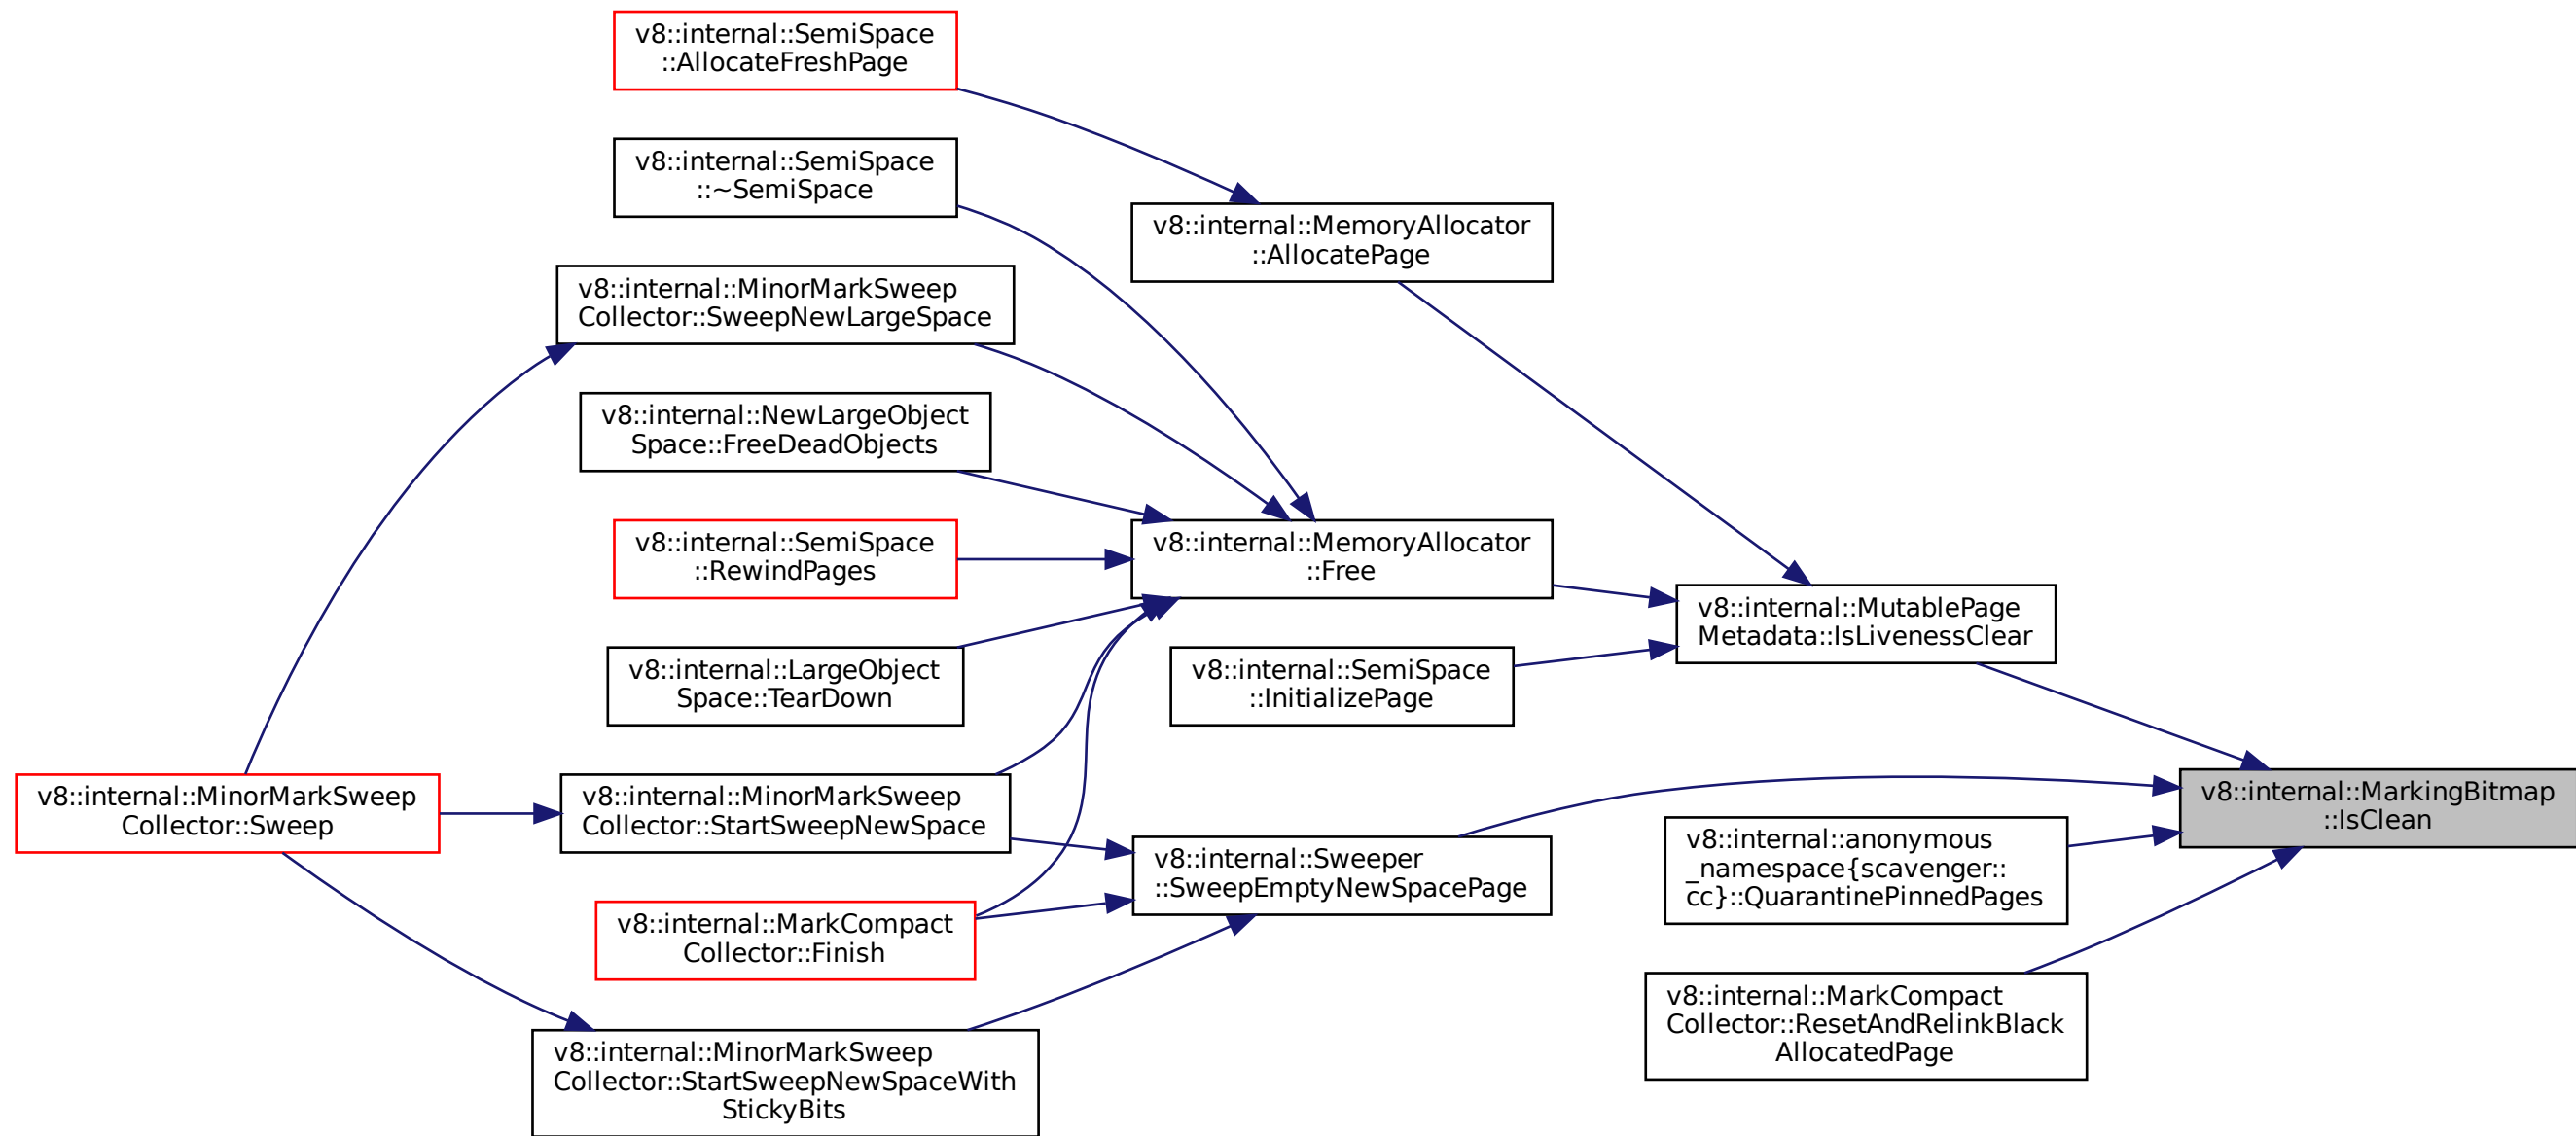 v8::internal::SemiSpace
::AllocateFreshPage
v8::internal::SemiSpace
::~SemiSpace
v8::internal::MemoryAllocator
::AllocatePage
v8::internal::MinorMarkSweep
Collector::SweepNewLargeSpace
v8::internal::NewLargeObject
Space::FreeDeadObjects
v8::internal::SemiSpace
::RewindPages
v8::internal::MemoryAllocator
::Free
v8::internal::MutablePage
Metadata::IsLivenessClear
v8::internal::LargeObject
Space::TearDown
v8::internal::SemiSpace
::InitializePage
v8::internal::MinorMarkSweep
Collector::Sweep
v8::internal::MinorMarkSweep
Collector::StartSweepNewSpace
v8::internal::MarkingBitmap
::IsClean
v8::internal::Sweeper
::SweepEmptyNewSpacePage
v8::internal::anonymous
_namespace{scavenger::
cc}::QuarantinePinnedPages
v8::internal::MarkCompact
Collector::Finish
v8::internal::MarkCompact
Collector::ResetAndRelinkBlack
AllocatedPage
v8::internal::MinorMarkSweep
Collector::StartSweepNewSpaceWith
StickyBits